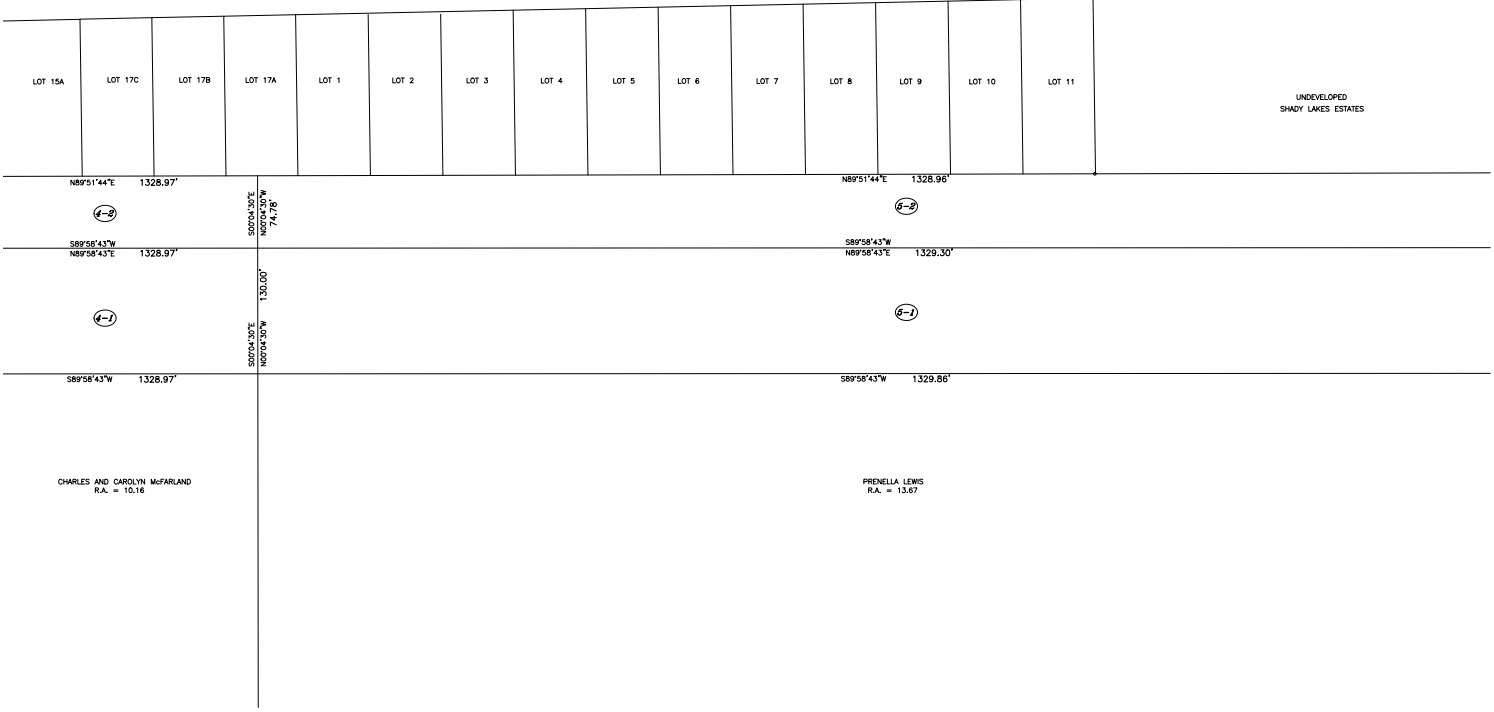 LOT 15A
LOT 17C
LOT 17B
LOT 17A
LOT 1
LOT 2
LOT 3
LOT 4
LOT 5
LOT 6
LOT 7
LOT 8
LOT 9
LOT 10
LOT 11
UNDEVELOPED
SHADY LAKES ESTATES
N89°51'44"E 1328.97'
4-2
S89°58'43"W
N89°58'43"E 1328.97'
S00°04'30"E
N00°04'30"W
74.78'
N89°51'44"E 1328.96'
5-2
S89°58'43"W
N89°58'43"E 1329.30'
4-1
130.00'
S00°04'30"E
N00°04'30"W
5-1
S89°58'43"W 1328.97'
S89°58'43"W 1329.86'
CHARLES AND CAROLYN McFARLAND
R.A. = 10.16
PRENELLA LEWIS
R.A. = 13.67